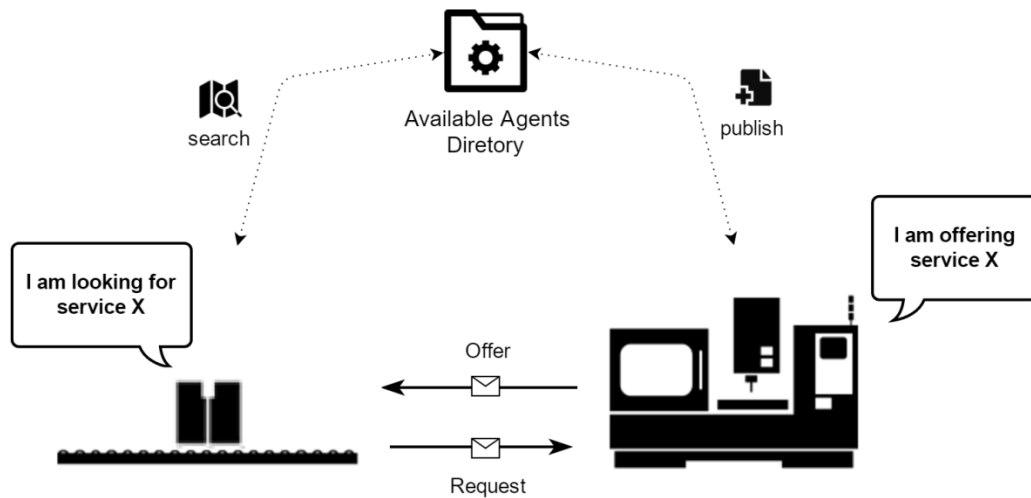 search
Available Agents
Diretory
publish
I am looking for
service X
I am offering
service X
Offer
Request